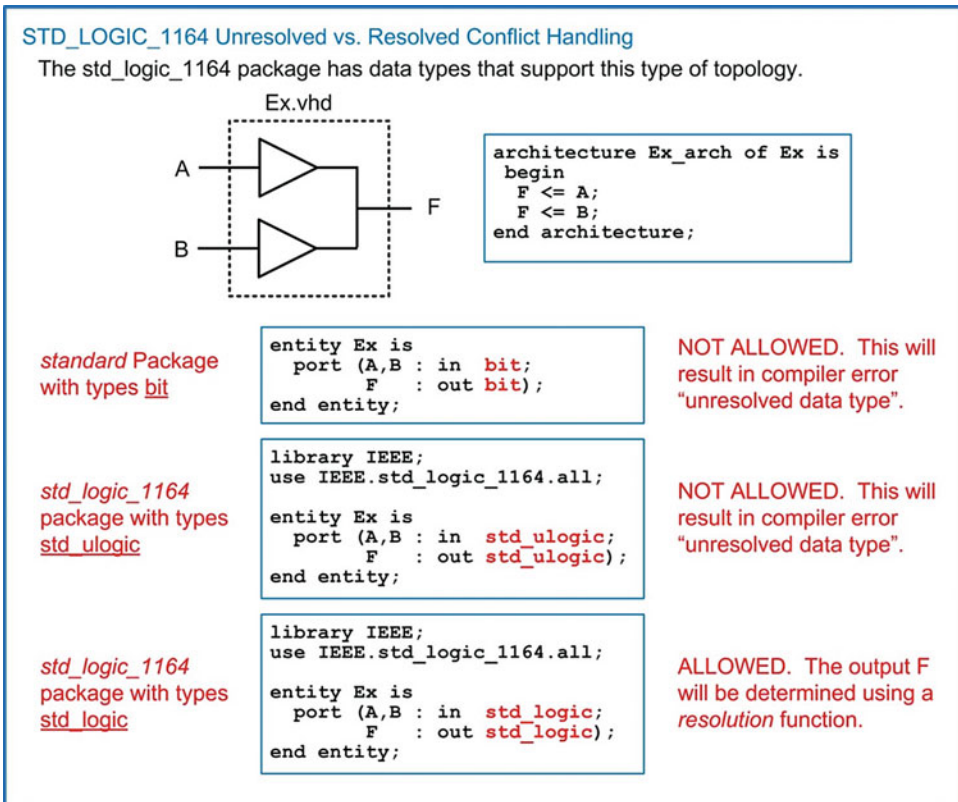 STD_LOGIC_1164 Unresolved vs. Resolved Conflict Handling
The std_logic_1164 package has data types that support this type of topology.
Ex.vhd
A
B
F
architecture Ex_arch of Ex is
begin
F <= A;
F <= B;
end architecture;
standard Package
with types bit
entity Ex is
port (A,B : in bit;
F : out bit);
end entity;
NOT ALLOWED. This will
result in compiler error
“unresolved data type”.
std_logic_1164
package with types
std_ulogic
library IEEE;
use IEEE.std_logic_1164.all;
entity Ex is
port (A,B : in std_ulogic;
F : out std_ulogic);
end entity;
NOT ALLOWED. This will
result in compiler error
“unresolved data type”.
std_logic_1164
package with types
std_logic
library IEEE;
use IEEE.std_logic_1164.all;
entity Ex is
port (A,B : in std_logic;
F : out std_logic);
end entity;
ALLOWED. The output F
will be determined using a
resolution function.